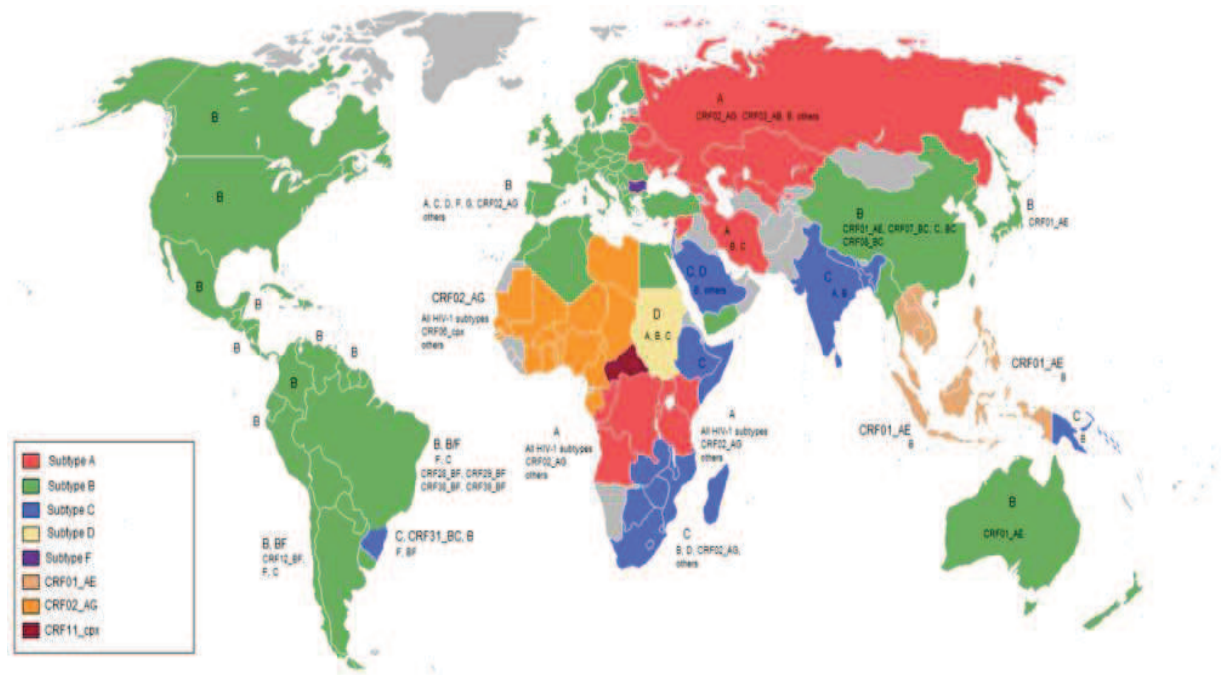 B
B
B
B
B
B
B
B
B
B, B/F
F, C
CRF28_BF, CRF29_BF
CRF38_BF, CRF39_BF
B, BF
CRF12_BF,
F, C
C, CRF31_BC, B
F, BF
B
A, C, D, F, G, CRF02_AG
others
A
CRF02_AG, CRF03_AB, B, others
A
B, C
C, D
B, others
B
CRF01_AE, CRF07_BC, C, BC
CRF08_BC
B
CRF01_AE
C
A, B
CRF02_AG
All HIV-1 subtypes
CRF06_cpx
others
D
A, B, C
C
A
All HIV-1 subtypes
CRF02_AG
others
A
All HIV-1 subtypes
CRF02_AG
others
C
B, D, CRF02_AG,
others
CRF01_AE
B
CRF01_AE
B
C
B
B
CRF01_AE
Subtype A
Subtype B
Subtype C
Subtype D
Subtype F
CRF01_AE
CRF02_AG
CRF11_cpx